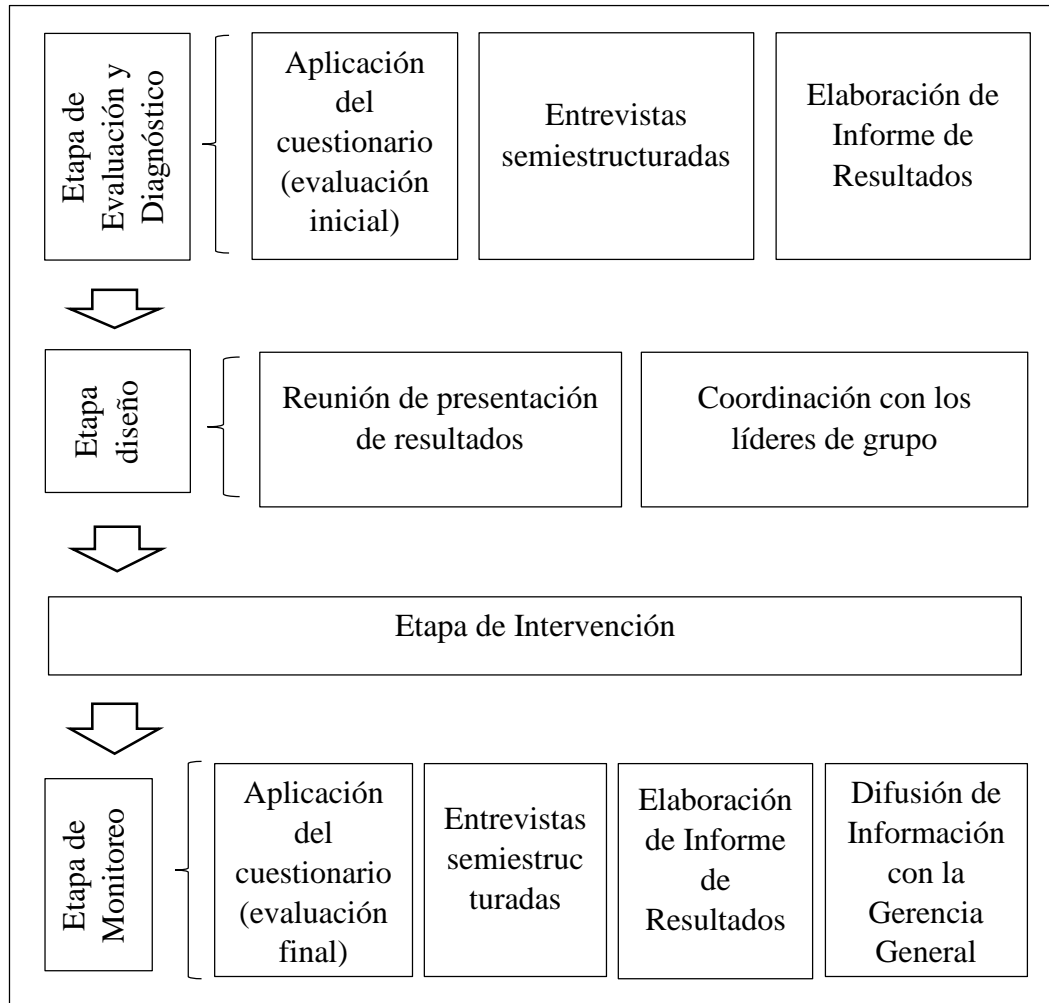 Etapa de
Evaluación y
Diagnóstico
Aplicación
del
cuestionario
(evaluación
inicial)
Entrevistas
semiestructuradas
Elaboración de
Informe de
Resultados
Etapa
diseño
Reunión de presentación
de resultados
Coordinación con los
líderes de grupo
Etapa de Intervención
Etapa de
Monitoreo
Aplicación
del
cuestionario
(evaluación
final)
Entrevistas
semiestruc
turadas
Elaboración
de Informe
de
Resultados
Difusión de
Información
con la
Gerencia
General